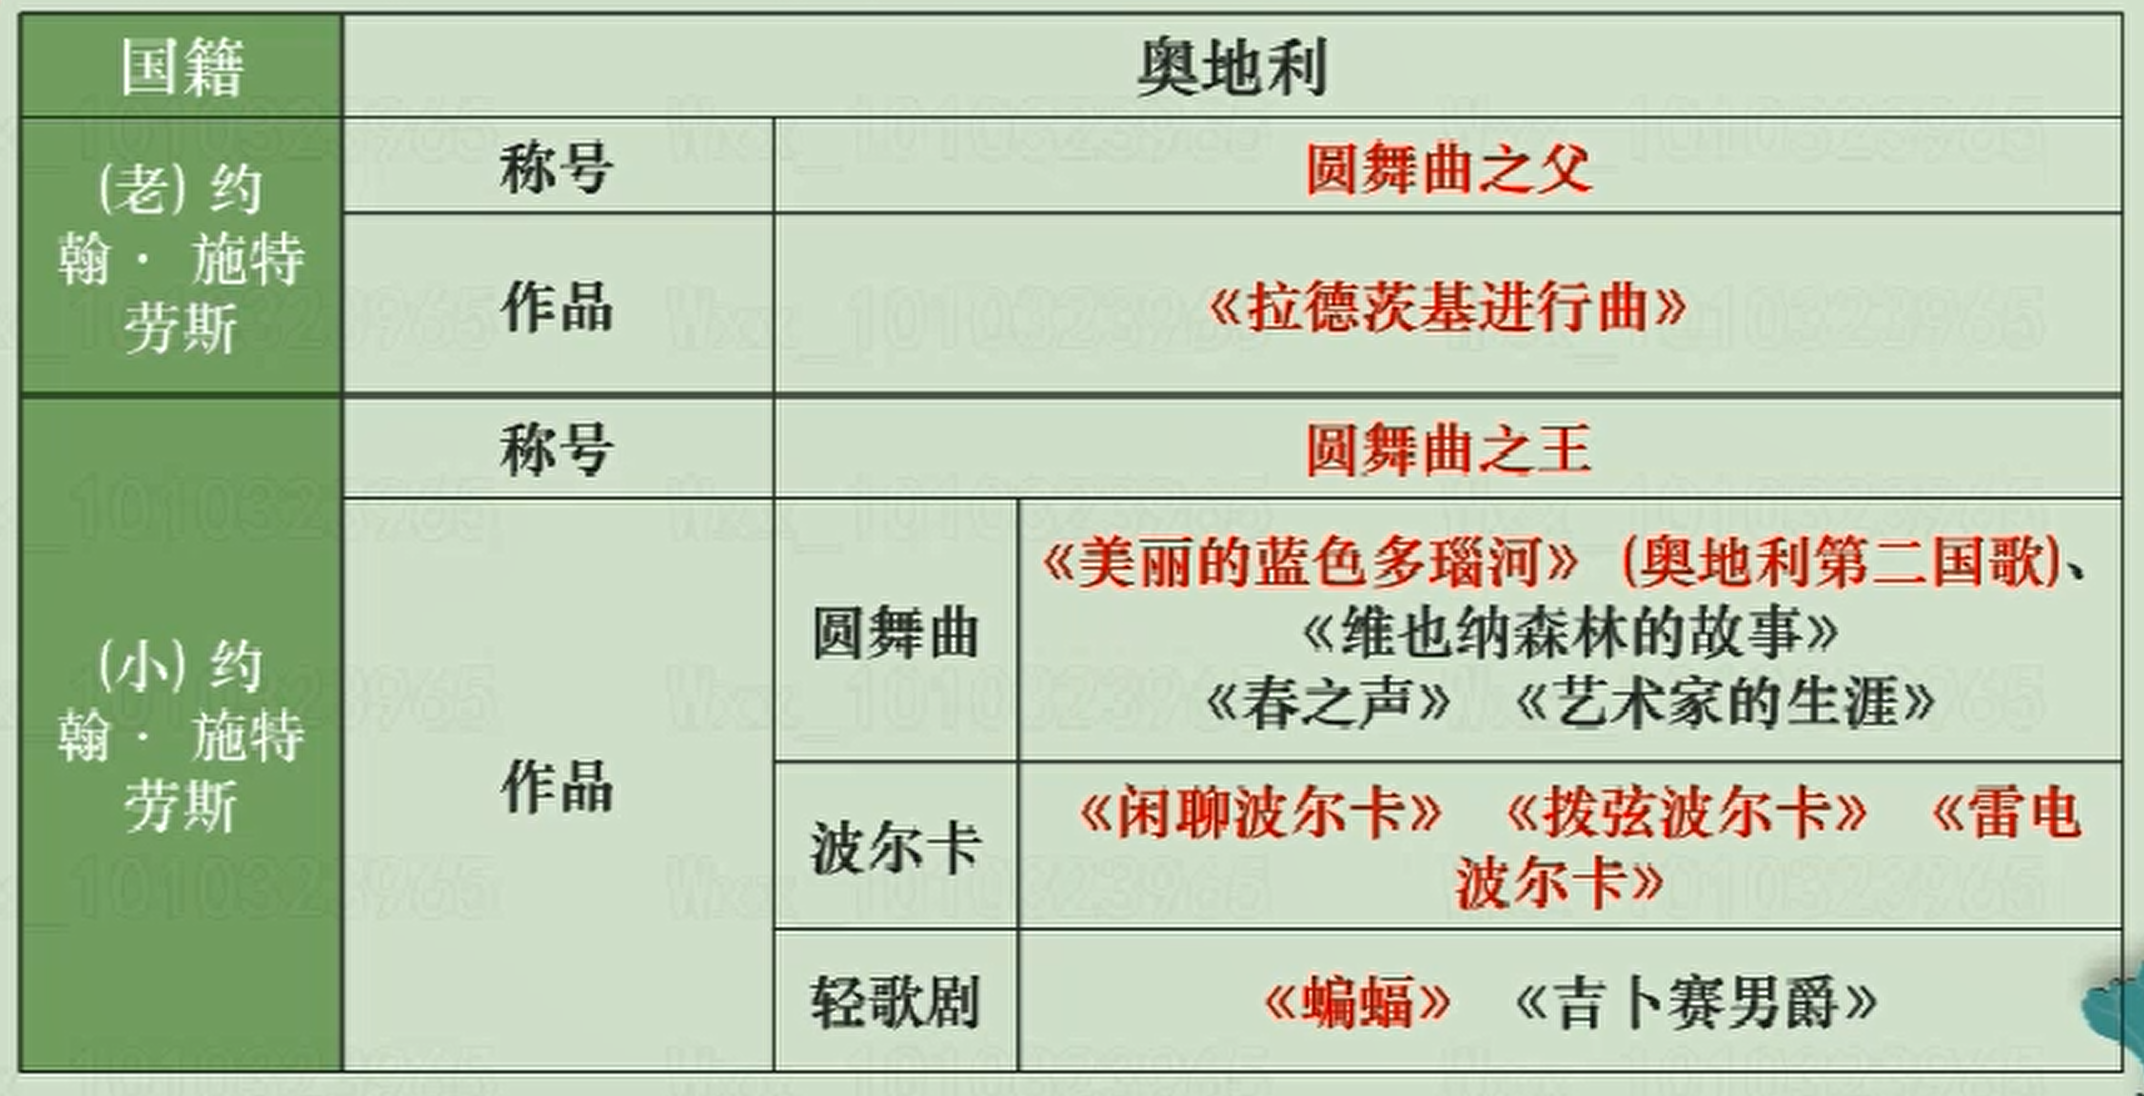 国籍
奥地利
(老) 约
翰 · 施特
劳斯
称号
圆舞曲之父
作品
《拉德茨基进行曲》
(小) 约
翰 · 施特
劳斯
称号
圆舞曲之王
作品
圆舞曲
《美丽的蓝色多瑙河》 (奥地利第二国歌)、
《维也纳森林的故事》
《春之声》 《艺术家的生涯》
波尔卡
《闲聊波尔卡》 《拨弦波尔卡》 《雷电
波尔卡》
轻歌剧
《蝙蝠》 《吉卜赛男爵》